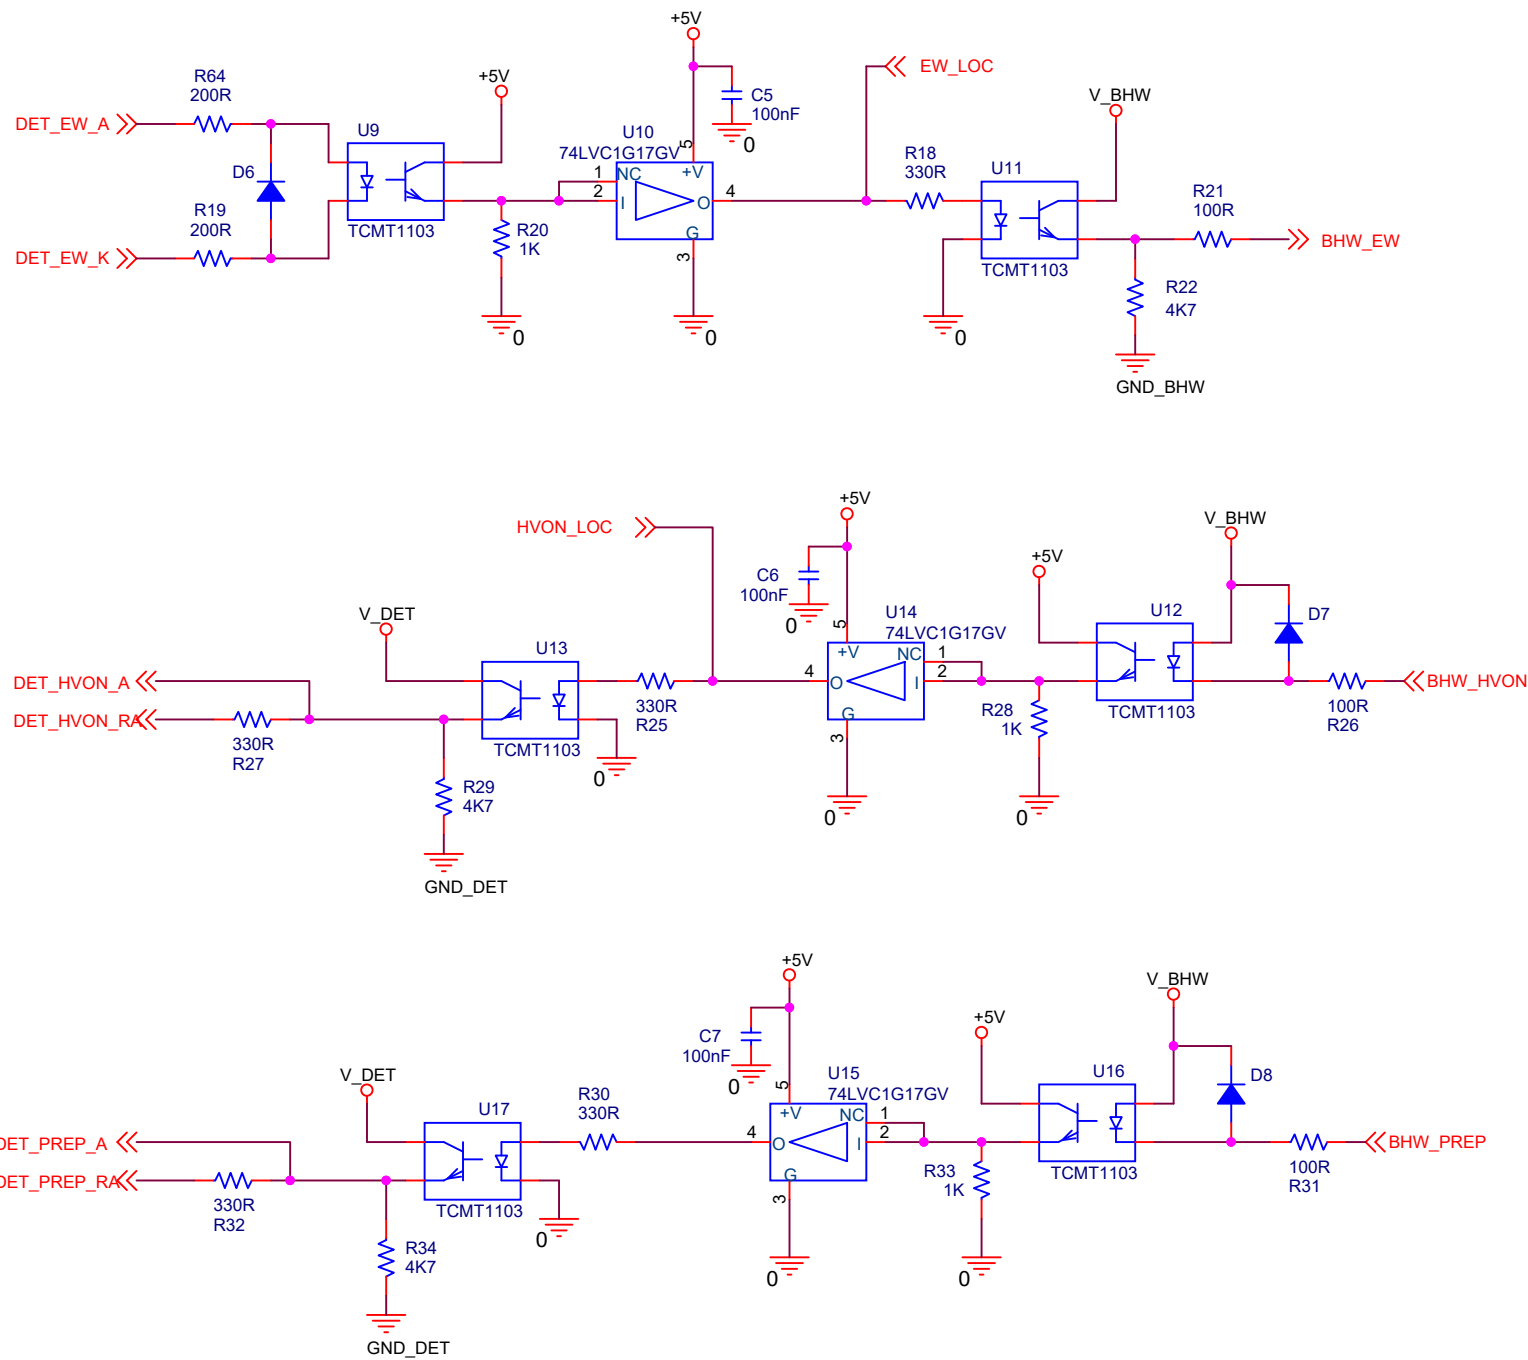 +5V
EW_LOC
R64
200R
+5V
C5
100nF
V_BHW
DET_EW_A
U9
U10
74LVC1G17GV
5
0
D6
R18
330R
U11
1
NC
+V
2
I
O
4
R19
200R
TCMT1103
R20
1K
G
3
R21
100R
BHW_EW
DET_EW_K
TCMT1103
R22
4K7
0
0
0
GND_BHW
+5V
HVON_LOC
V_BHW
+5V
C6
100nF
V_DET
0
5
U14
74LVC1G17GV
U12
D7
U13
+V
NC
1
4
O
I
2
DET_HVON_A
BHW_HVON
DET_HVON_RA
330R
R25
G
3
R28
1K
TCMT1103
100R
R26
330R
R27
TCMT1103
0
R29
4K7
0
0
GND_DET
+5V
V_BHW
+5V
C7
100nF
V_DET
0
5
U15
74LVC1G17GV
U16
D8
R30
330R
U17
+V
NC
1
4
O
I
2
DET_PREP_A
BHW_PREP
DET_PREP_RA
G
3
R33
1K
TCMT1103
100R
R31
330R
R32
TCMT1103
0
R34
4K7
0
0
GND_DET